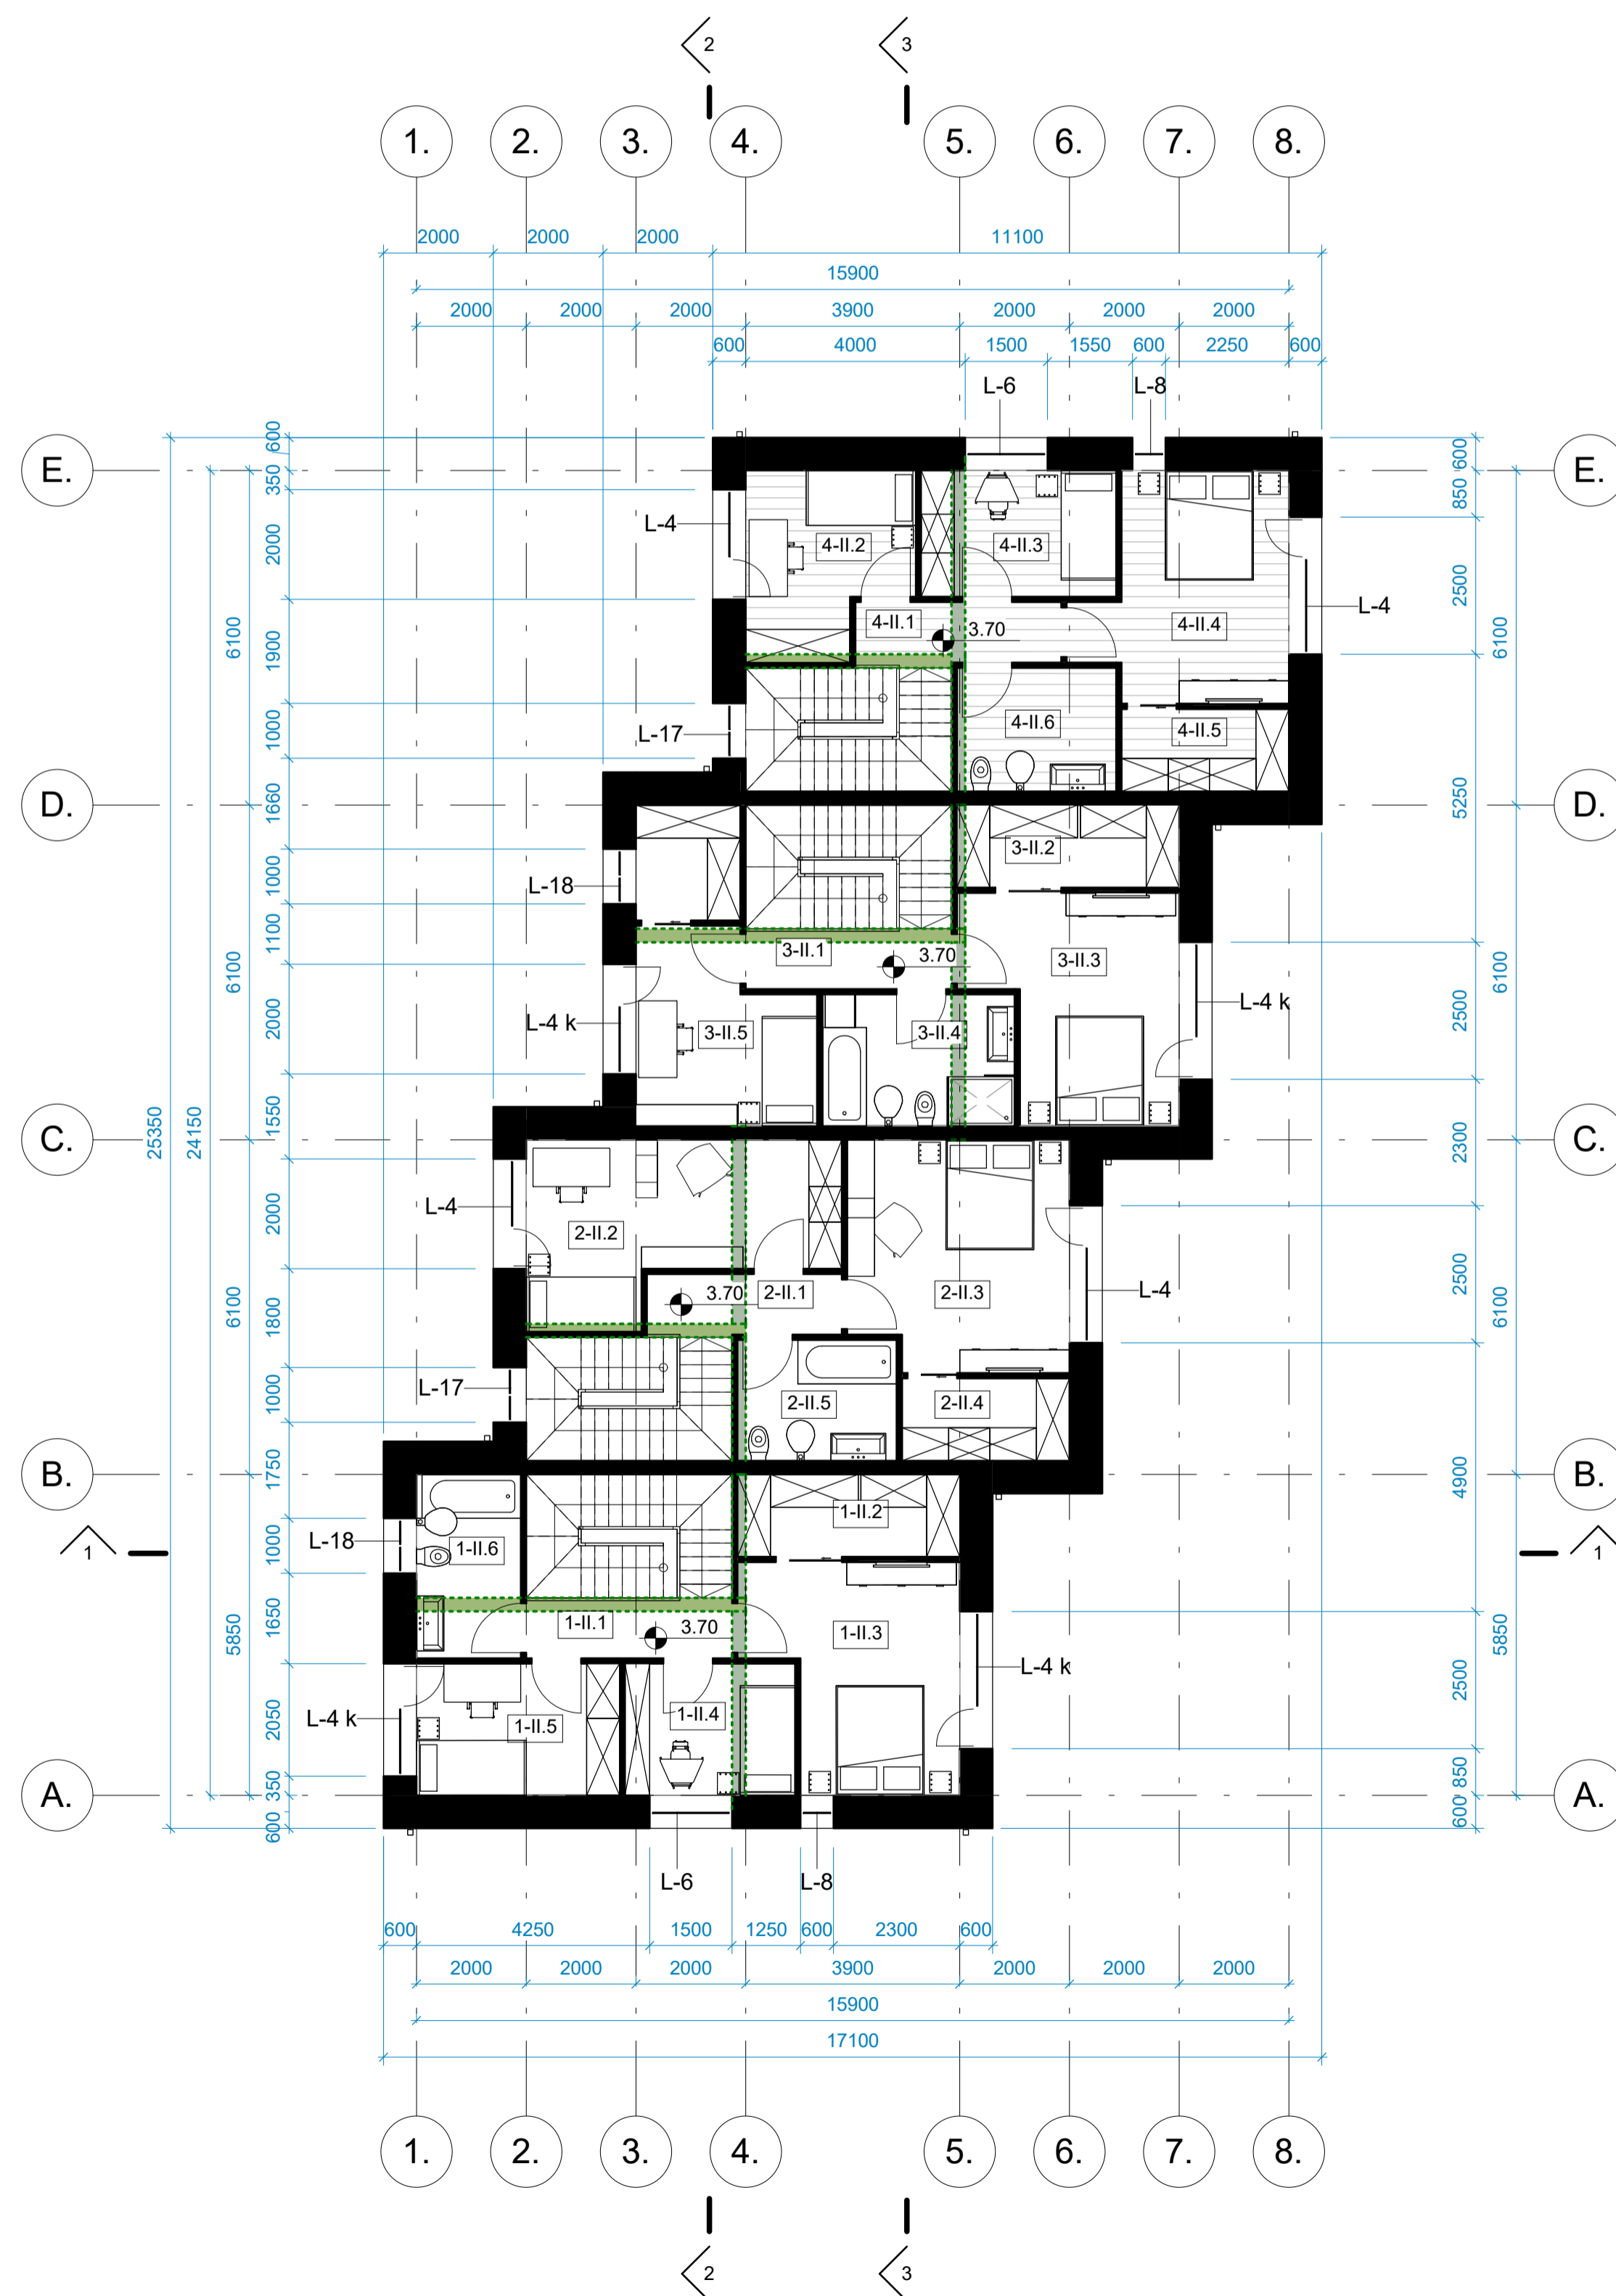 2 3
1. 2. 3. 4. 5. 6. 7. 8.
2000 2000 2000 11100
15900
2000 2000 2000 3900 2000 2000 2000
600 4000 1500 1550 600 2250 600
L-6 L-8
E. E.
600 350 2000 1900 1000 1660 1000 1100 2000 1550 2000 1800 1000 1750 1000 1650 2050 350 600
6100 6100 6100 5850
24150
25350
600 850 2500 5250 2500 2300 2500 4900 2500 850 600
6100 6100 6100 5850
L-4
4-II.2 4-II.3
L-4
4-II.1 4-II.4
3.70
L-17
4-II.6 4-II.5
D. D.
3-II.2
L-18
3-II.1 3.70 3-II.3
L-4 k
L-4 k 3-II.5 3-II.4
C. C.
L-4
2-II.2
3.70 2-II.1 2-II.3 L-4
L-17
2-II.5 2-II.4
B. B.
1-II.2
L-18 1-II.6
1 1
1-II.1 3.70 1-II.3
L-4 k
L-4 k 1-II.5 1-II.4
A. A.
L-6 L-8
600 4250 1500 1250 600 2300 600
2000 2000 2000 3900 2000 2000 2000
15900
17100
1. 2. 3. 4. 5. 6. 7. 8.
2 3